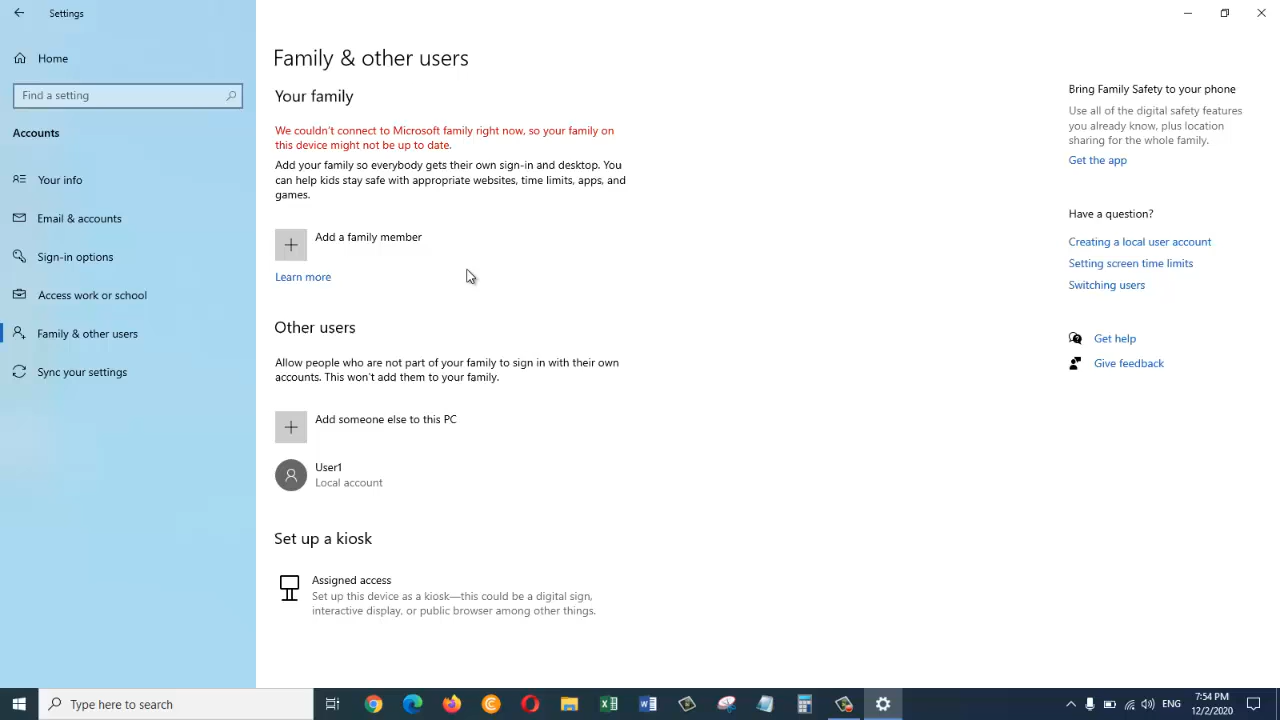 Settings
Home
Find a setting
Accounts
Your info
Email & accounts
Sign-in options
Access work or school
Family & other users
Sync your settings
Family & other users
Your family
We couldn't connect to Microsoft family right now, so your family on
this device might not be up to date.
Add your family so everybody gets their own sign-in and desktop. You
can help kids stay safe with appropriate websites, time limits, apps, and
games.
Add a family member
Learn more
Other users
Allow people who are not part of your family to sign in with their own
accounts. This won't add them to your family.
Add someone else to this PC
User1
Local account
Set up a kiosk
Assigned access
Set up this device as a kiosk—this could be a digital sign,
interactive display, or public browser among other things.
Bring Family Safety to your phone
Use all of the digital safety features
you already know, plus location
sharing for the whole family.
Get the app
Have a question?
Creating a local user account
Setting screen time limits
Switching users
Get help
Give feedback
Type here to search
ENG
7:54 PM
12/2/2020